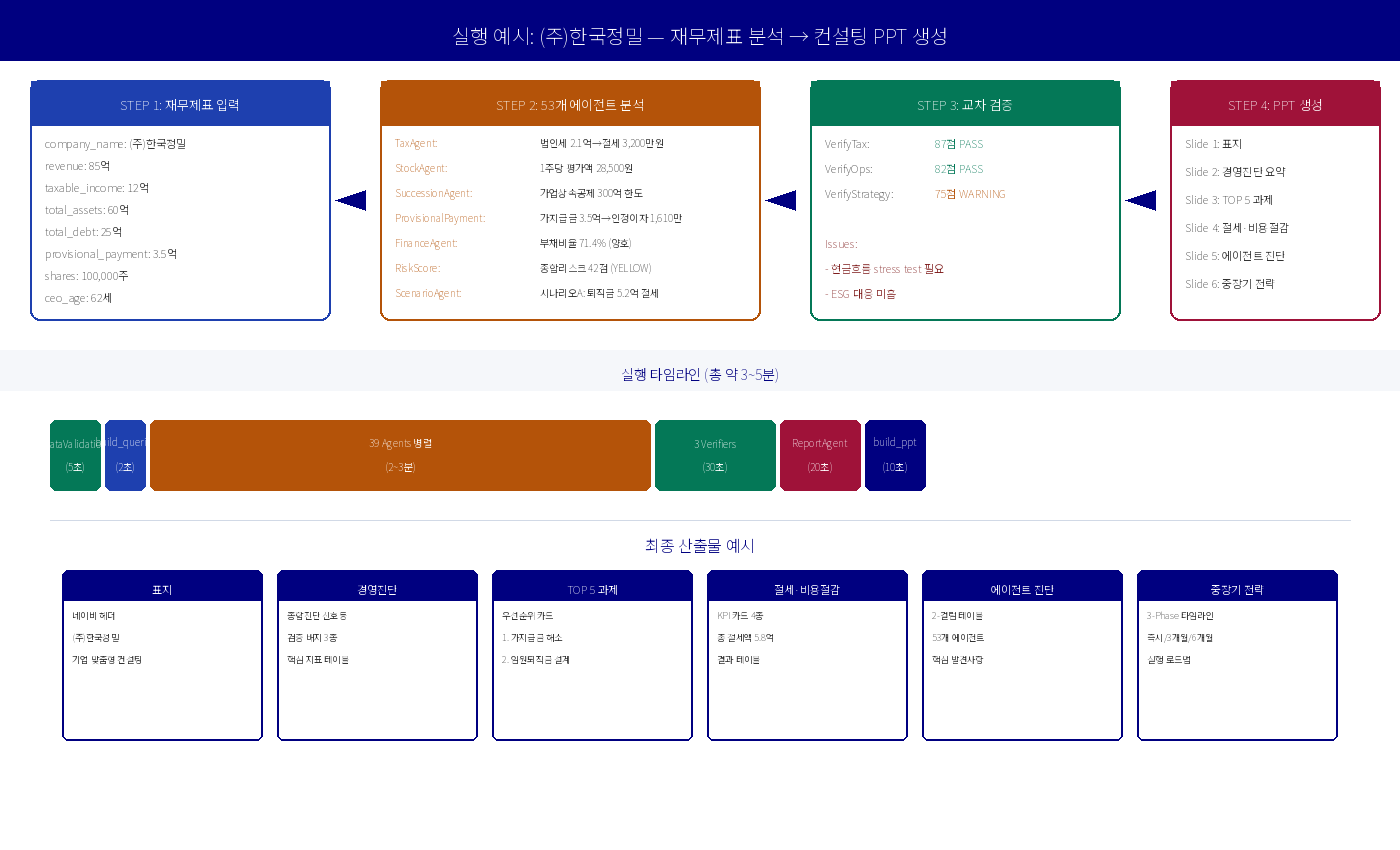 실행 예시: (주)한국정밀 — 재무제표 분석 → 컨설팅 PPT 생성
STEP 1: 재무제표 입력
company_name: (주)한국정밀
revenue: 85억
taxable_income: 12억
total_assets: 60억
total_debt: 25억
provisional_payment: 3.5억
shares: 100,000주
ceo_age: 62세
STEP 2: 53개 에이전트 분석
TaxAgent: 법인세 2.1억→절세 3,200만원
StockAgent: 1주당 평가액 28,500원
SuccessionAgent: 가업상속공제 300억 한도
ProvisionalPayment: 가지급금 3.5억→인정이자 1,610만
FinanceAgent: 부채비율 71.4% (양호)
RiskScore: 종합리스크 42점 (YELLOW)
ScenarioAgent: 시나리오A: 퇴직금 5.2억 절세
STEP 3: 교차 검증
VerifyTax: 87점 PASS
VerifyOps: 82점 PASS
VerifyStrategy: 75점 WARNING
Issues:
- 현금흐름 stress test 필요
- ESG 대응 미흡
STEP 4: PPT 생성
Slide 1: 표지
Slide 2: 경영진단 요약
Slide 3: TOP 5 과제
Slide 4: 절세·비용절감
Slide 5: 에이전트 진단
Slide 6: 중장기 전략
실행 타임라인 (총 약 3~5분)
ataValidatio
(5초)
uild_queri
(2초)
39 Agents 병렬
(2~3분)
3 Verifiers
(30초)
ReportAgent
(20초)
build_ppt
(10초)
최종 산출물 예시
표지
네이비 헤더
(주)한국정밀
기업 맞춤형 컨설팅
경영진단
종합진단 신호등
검증 배지 3종
핵심 지표 테이블
TOP 5 과제
우선순위 카드
1. 가지급금 해소
2. 임원퇴직금 설계
절세·비용절감
KPI 카드 4종
총 절세액 5.8억
결과 테이블
에이전트 진단
2-컬럼 테이블
53개 에이전트
핵심 발견사항
중장기 전략
3-Phase 타임라인
즉시/3개월/6개월
실행 로드맵